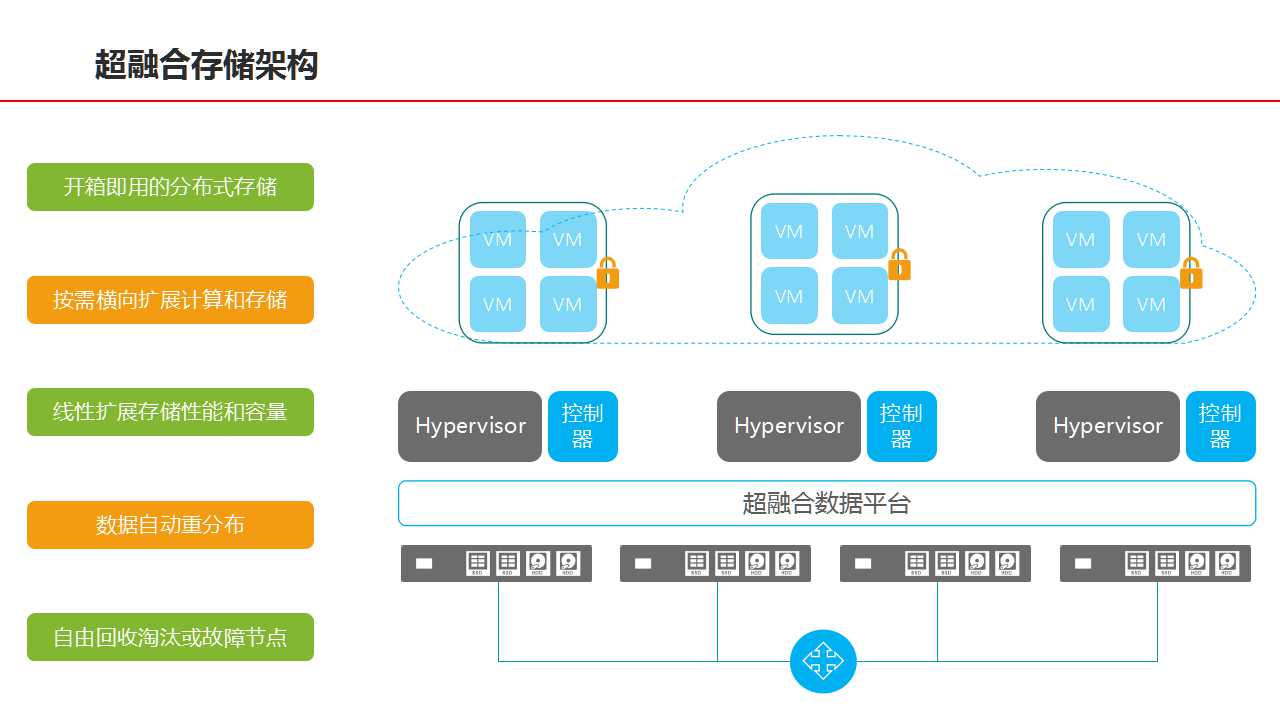 超融合存储架构
开箱即用的分布式存储
按需横向扩展计算和存储
线性扩展存储性能和容量
数据自动重分布
自由回收淘汰或故障节点
VM VM
VM VM
VM VM
VM VM
VM VM
VM VM
Hypervisor
控制
器
Hypervisor
控制
器
Hypervisor
控制
器
超融合数据平台
SSD SSD HDD HDD
SSD SSD HDD HDD
SSD SSD HDD HDD
SSD SSD HDD HDD